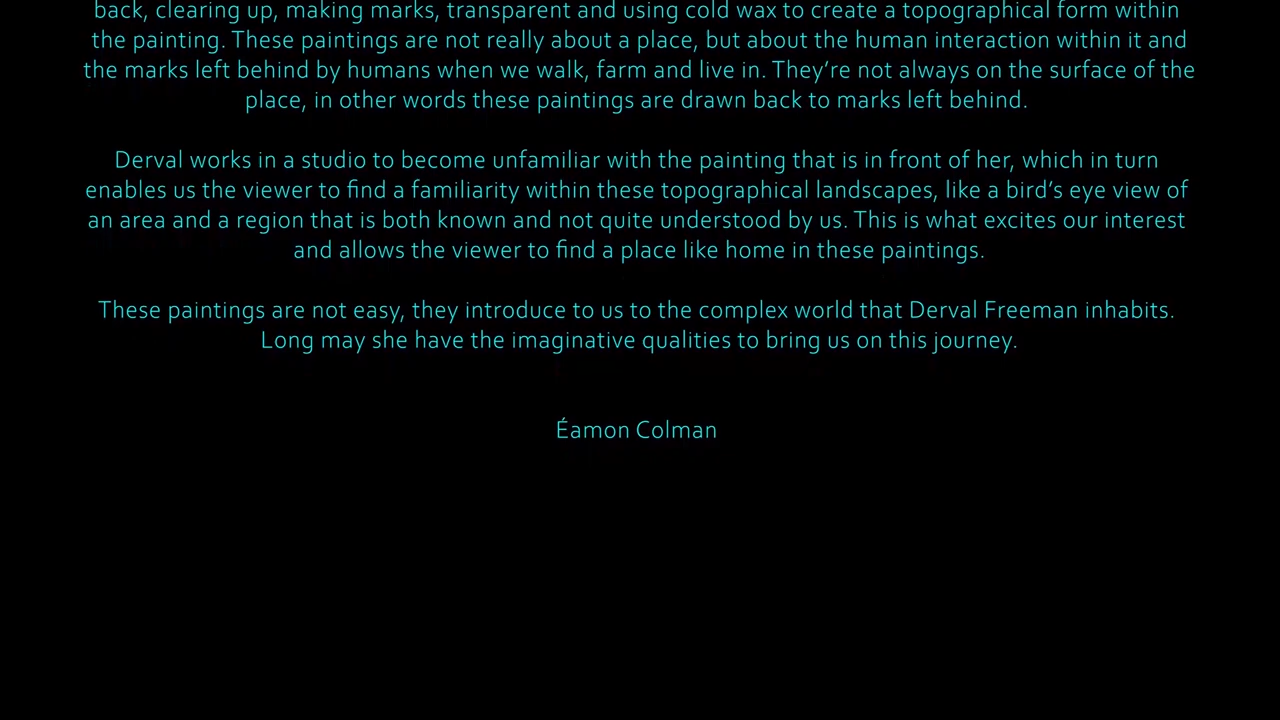 back, clearing up, making marks, transparent and using cold wax to create a topographical form within
the painting. These paintings are not really about a place, but about the human interaction within it and
the marks left behind by humans when we walk, farm and live in. They’re not always on the surface of the
place, in other words these paintings are drawn back to marks left behind.
Derval works in a studio to become unfamiliar with the painting that is in front of her, which in turn
enables us the viewer to find a familiarity within these topographical landscapes, like a bird’s eye view of
an area and a region that is both known and not quite understood by us. This is what excites our interest
and allows the viewer to find a place like home in these paintings.
These paintings are not easy, they introduce to us to the complex world that Derval Freeman inhabits.
Long may she have the imaginative qualities to bring us on this journey.
Éamon Colman